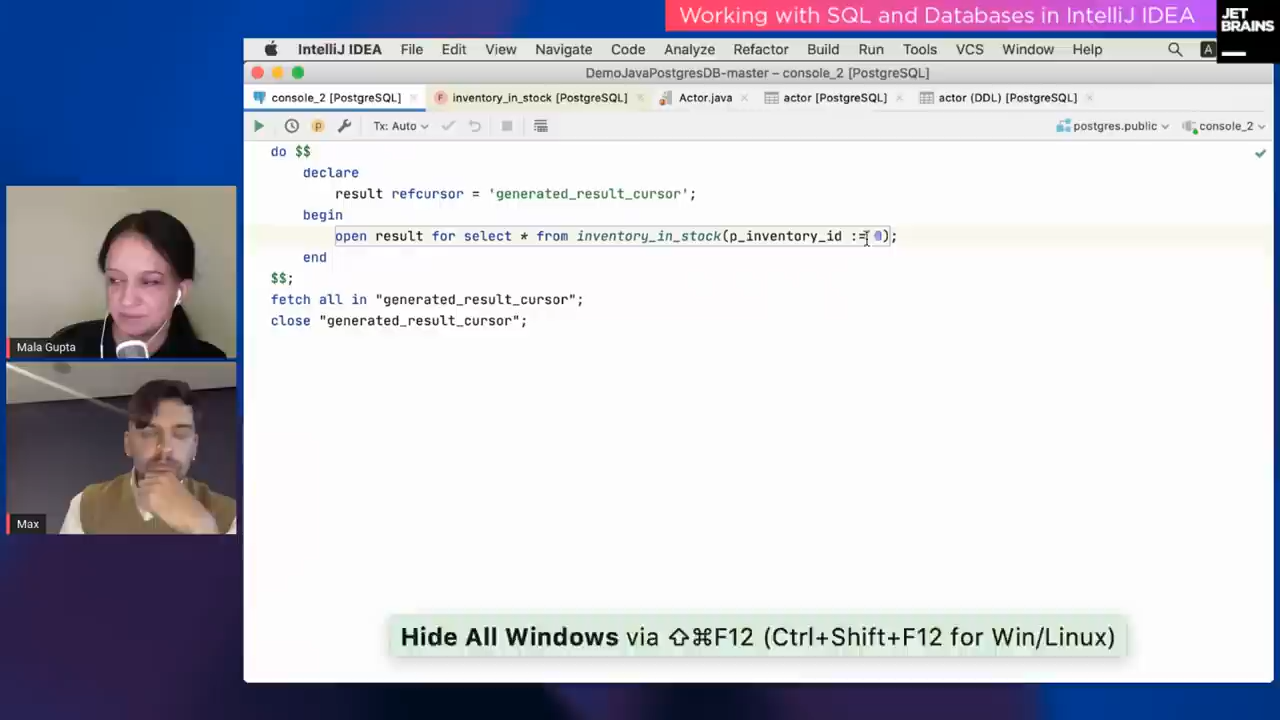 Working with SQL and Databases in IntelliJ IDEA
JET
BRAINS
IntelliJ IDEA File Edit View Navigate Code Analyze Refactor Build Run Tools VCS Window Help A
DemoJavaPostgresDB-master – console_2 [PostgreSQL]
console_2 [PostgreSQL] F inventory_in_stock [PostgreSQL] Actor.java actor [PostgreSQL] actor (DDL) [PostgreSQL]
p Tx: Auto postgres.public console_2
do $$
declare
result refcursor = 'generated_result_cursor';
begin
open result for select * from inventory_in_stock(p_inventory_id := );
end
$$;
fetch all in "generated_result_cursor";
close "generated_result_cursor";
Mala Gupta
Max
Hide All Windows via ⇧⌘F12 (Ctrl+Shift+F12 for Win/Linux)